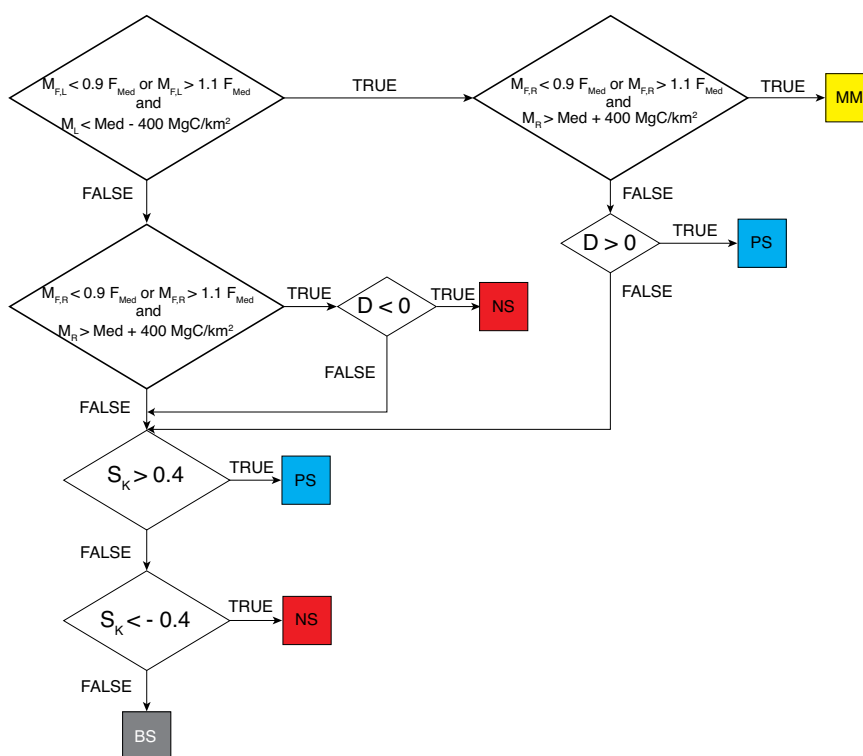 M_F,L < 0.9 F_Med or M_F,L > 1.1 F_Med
and
M_L < Med - 400 MgC/km²
TRUE
M_F,R < 0.9 F_Med or M_F,R > 1.1 F_Med
and
M_R > Med + 400 MgC/km²
TRUE
MM
FALSE
FALSE
D > 0
TRUE
PS
M_F,R < 0.9 F_Med or M_F,R > 1.1 F_Med
and
M_R > Med + 400 MgC/km²
TRUE
D < 0
TRUE
NS
FALSE
FALSE
FALSE
S_K > 0.4
TRUE
PS
FALSE
S_K < - 0.4
TRUE
NS
FALSE
BS